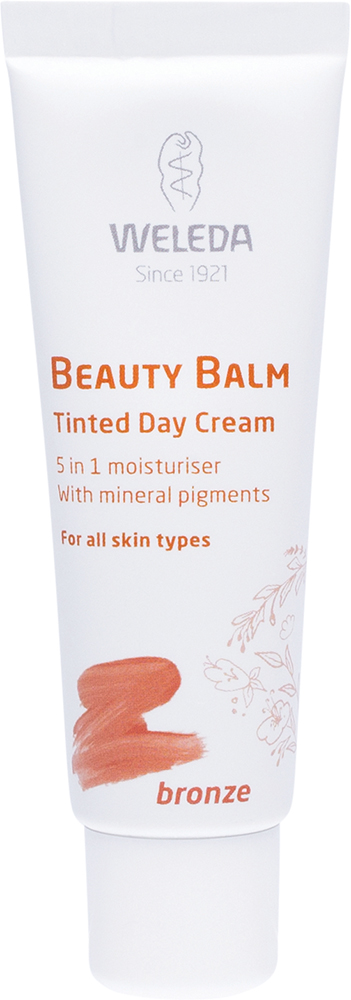 WELEDA
Since 1921
BEAUTY BALM
Tinted Day Cream
5 in 1 moisturiser
With mineral pigments
For all skin types
bronze